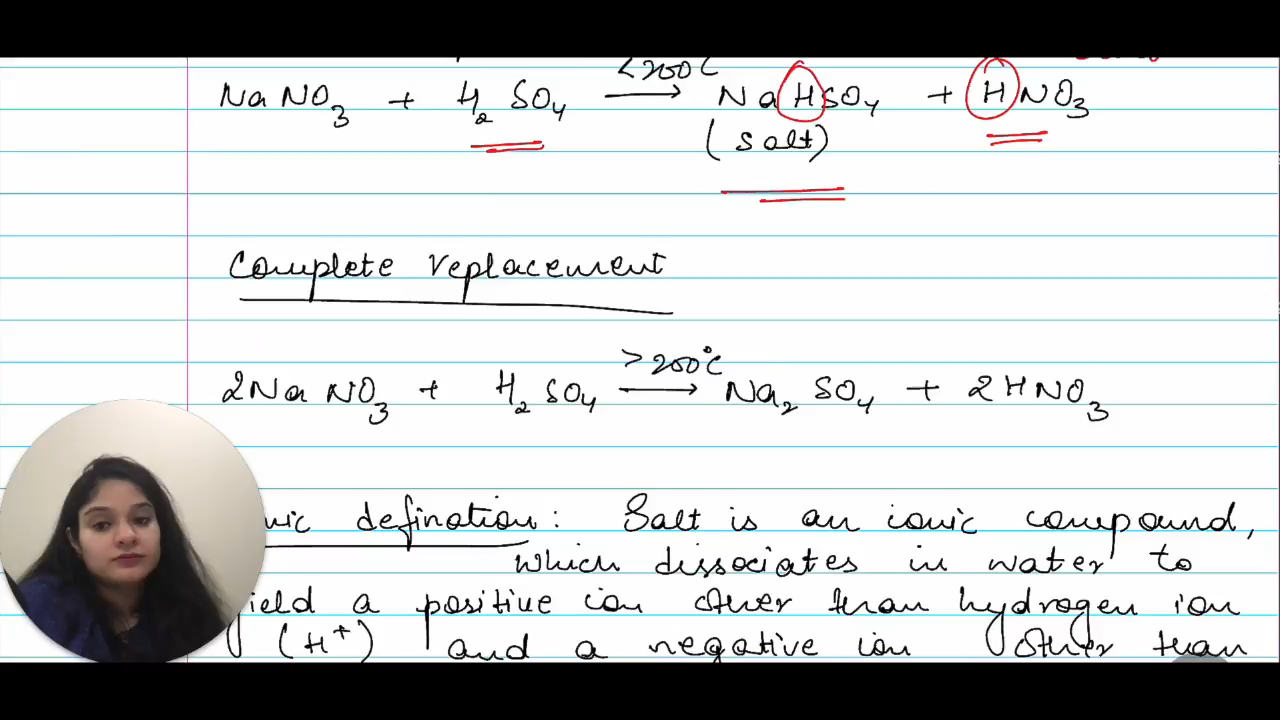 <200°C
NaNO₃ + H₂SO₄ → NaHSO₄ + HNO₃
(salt)
Complete replacement
>200°C
2NaNO₃ + H₂SO₄ → Na₂SO₄ + 2HNO₃
defination: Salt is an ionic compound,
which dissociates in water to
yield a positive ion other than hydrogen ion
(H⁺) and a negative ion other than